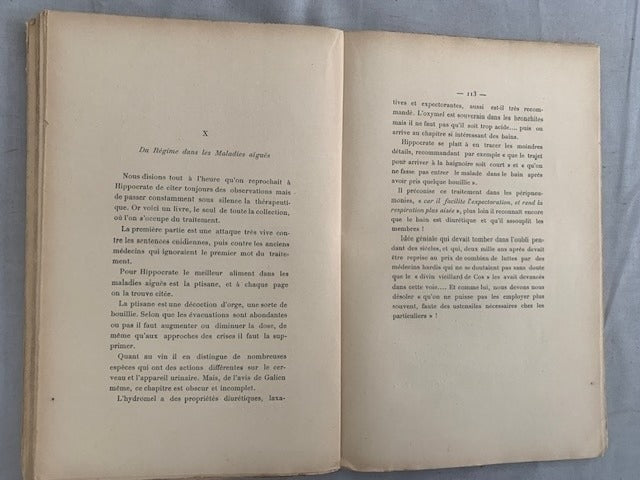 X
Du Régime dans les Maladies aiguës
Nous disions tout à l'heure qu'on reprochait à
Hippocrate de citer toujours des observations mais
de passer constamment sous silence la thérapeuti-
que. Or voici un livre, le seul de toute la collection,
où l'on s'occupe du traitement.
La première partie est une attaque très vive con-
tre les sentences cnidiennes, puis contre les anciens
médecins qui ignoraient le premier mot du traite-
ment.
Pour Hippocrate le meilleur aliment dans les
maladies aiguës est la ptisane, et à chaque page
on la trouve citée.
La ptisane est une décoction d'orge, une sorte de
bouillie. Selon que les évacuations sont abondantes
ou pas il faut augmenter ou diminuer la dose, de
même qu'aux approches des crises il faut la sup-
primer.
Quant au vin il en distingue de nombreuses
espèces qui ont des actions différentes sur le cer-
veau et l'appareil urinaire. Mais, de l'avis de Galien
même, ce chapitre est obscur et incomplet.
L'hydromel a des propriétés diurétiques, laxa-
— 113 —
tives et expectorantes, aussi est-il très recom-
mandé. L'oxymel est souverain dans les bronchites
mais il ne faut pas qu'il soit trop acide.... puis on
arrive au chapitre si intéressant des bains.
Hippocrate se plaît à en tracer les moindres
détails, recommandant par exemple « que le trajet
pour arriver à la baignoire soit court » et « qu'on
ne fasse pas entrer le malade dans le bain après
avoir pris quelque bouillie ».
Il préconise ce traitement dans les péripneu-
monies, « car il facilite l'expectoration, et rend la
respiration plus aisée », plus loin il reconnaît encore
que le bain est diurétique et qu'il assouplit les
membres !
Idée géniale qui devait tomber dans l'oubli pen-
dant des siècles, et qui, deux mille ans après devait
être reprise au prix de combien de luttes par des
médecins hardis qui ne se doutaient pas sans doute
que le « divin vieillard de Cos » les avait devancés
dans cette voie.... Et comme lui, nous devons nous
désoler « qu'on ne puisse pas les employer plus
souvent, faute des ustensiles nécessaires chez les
particuliers » !